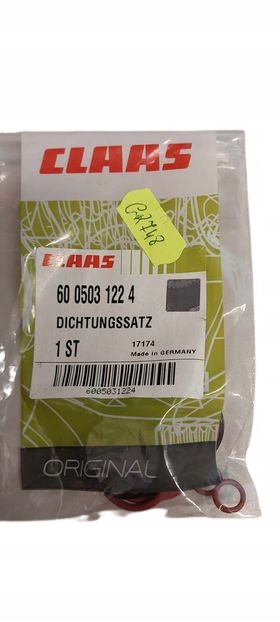 CLAAS
CLAAS
60 0503 122 4
DICHTUNGSSATZ
1 ST
17174
Made in GERMANY
6005031224
ORIGINAL